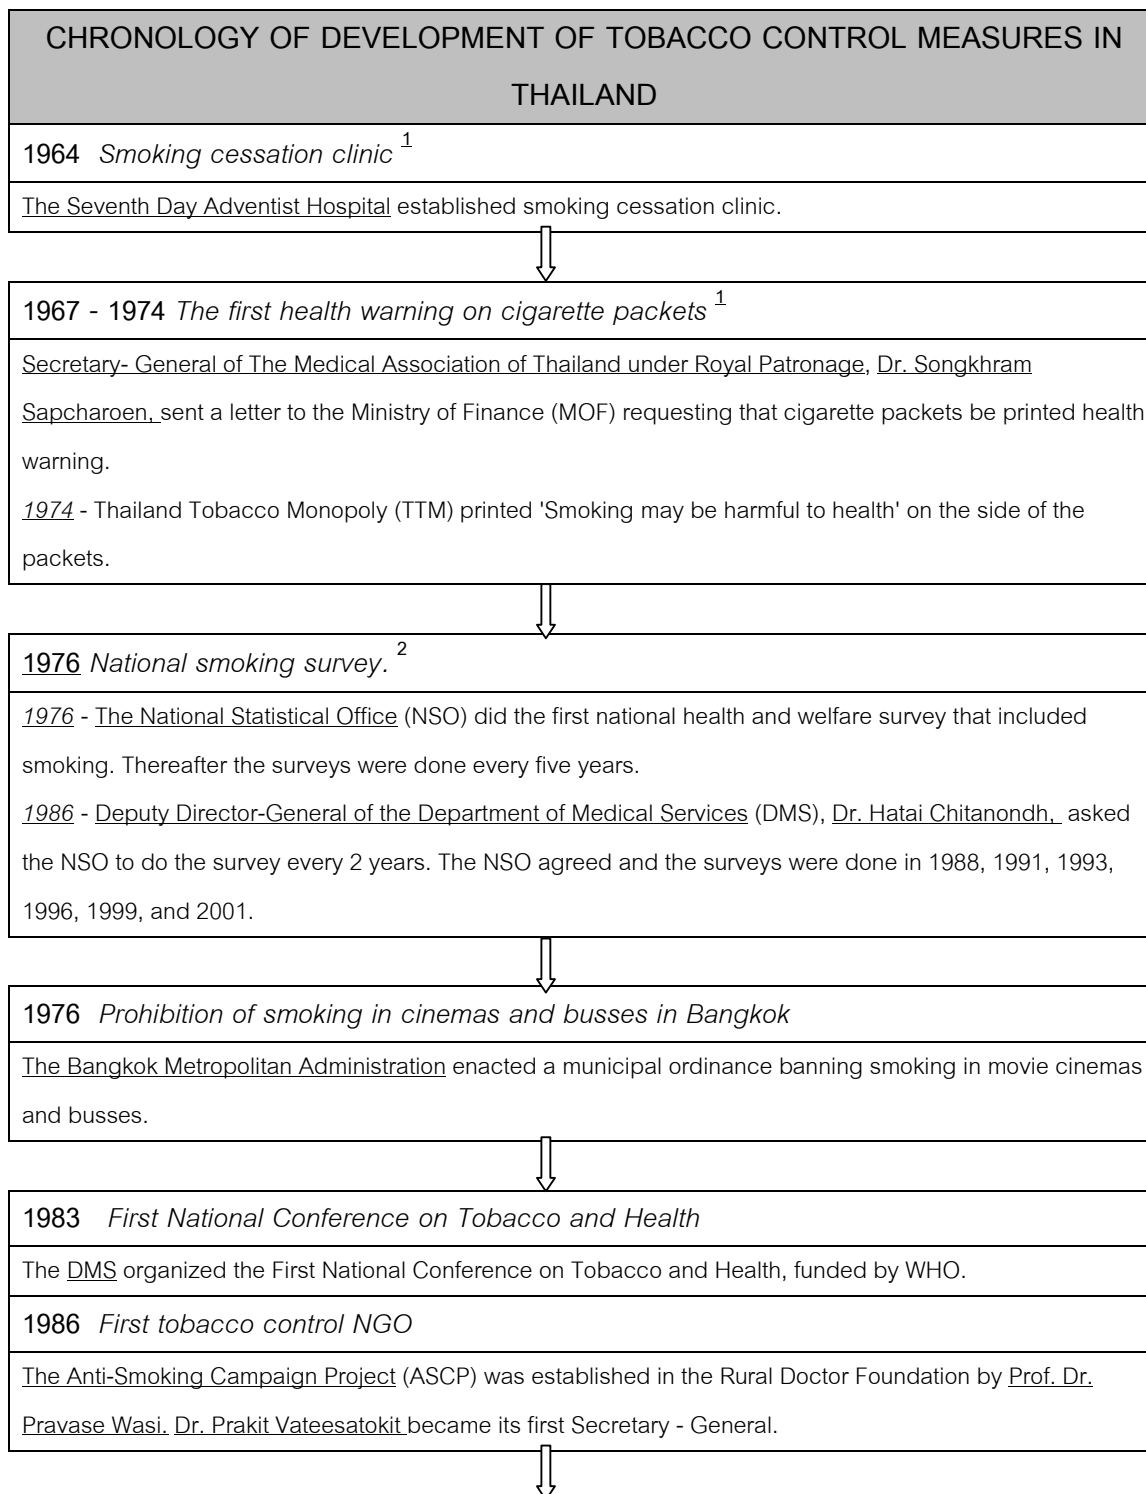 CHRONOLOGY OF DEVELOPMENT OF TOBACCO CONTROL MEASURES IN
THAILAND
1964 Smoking cessation clinic 1
The Seventh Day Adventist Hospital established smoking cessation clinic.
1967 - 1974 The first health warning on cigarette packets 1
Secretary- General of The Medical Association of Thailand under Royal Patronage, Dr. Songkhram
Sapcharoen, sent a letter to the Ministry of Finance (MOF) requesting that cigarette packets be printed health
warning.
1974 - Thailand Tobacco Monopoly (TTM) printed 'Smoking may be harmful to health' on the side of the
packets.
1976 National smoking survey. 2
1976 - The National Statistical Office (NSO) did the first national health and welfare survey that included
smoking. Thereafter the surveys were done every five years.
1986 - Deputy Director-General of the Department of Medical Services (DMS), Dr. Hatai Chitanondh, asked
the NSO to do the survey every 2 years. The NSO agreed and the surveys were done in 1988, 1991, 1993,
1996, 1999, and 2001.
1976 Prohibition of smoking in cinemas and busses in Bangkok
The Bangkok Metropolitan Administration enacted a municipal ordinance banning smoking in movie cinemas
and busses.
1983 First National Conference on Tobacco and Health
The DMS organized the First National Conference on Tobacco and Health, funded by WHO.
1986 First tobacco control NGO
The Anti-Smoking Campaign Project (ASCP) was established in the Rural Doctor Foundation by Prof. Dr.
Pravase Wasi. Dr. Prakit Vateesatokit became its first Secretary - General.